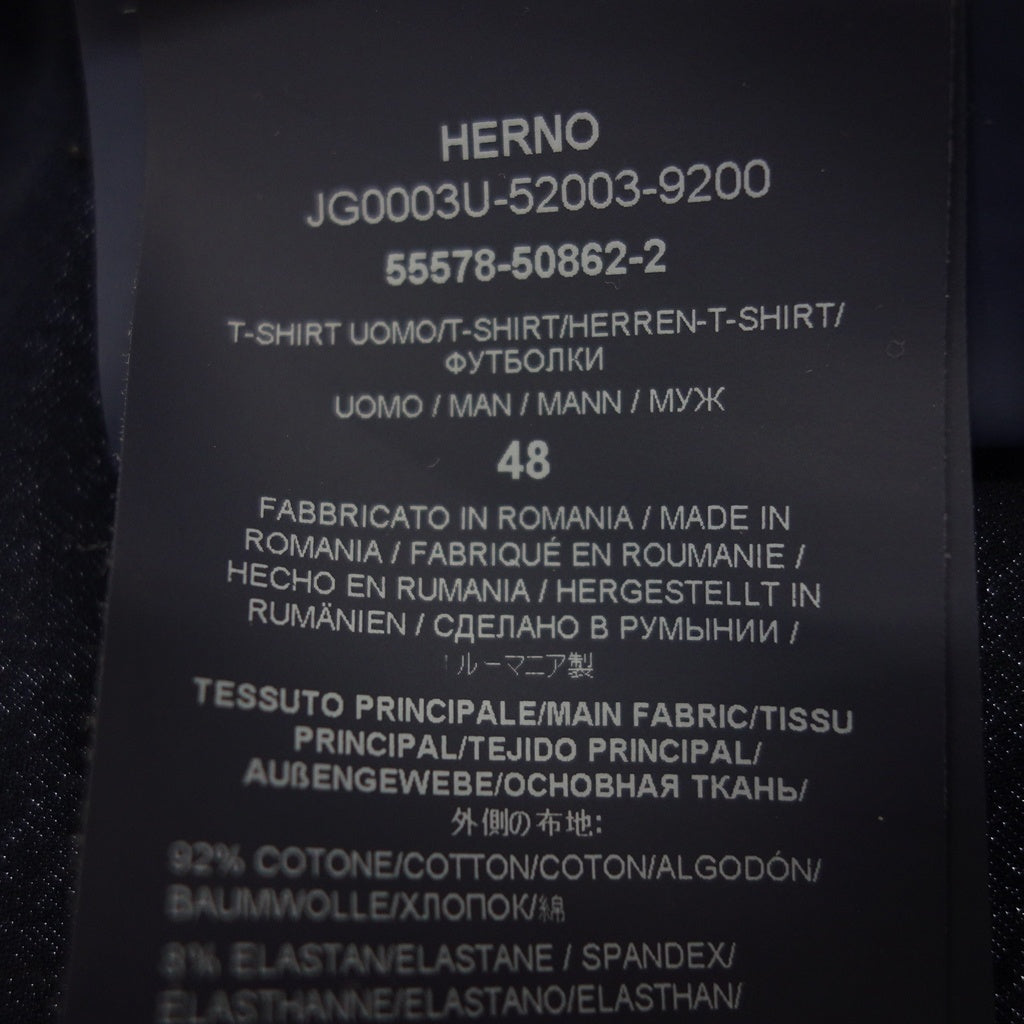 HERNO
JG0003U-52003-9200
55578-50862-2
T-SHIRT UOMO/T-SHIRT/HERREN-T-SHIRT/
ФУТБОЛКИ
UOMO / MAN / MANN / МУЖ
48
FABBRICATO IN ROMANIA / MADE IN
ROMANIA / FABRIQUÉ EN ROUMANIE /
HECHO EN RUMANIA / HERGESTELLT IN
RUMÄNIEN / СДЕЛАНО В РУМЫНИИ /
ルーマニア製
TESSUTO PRINCIPALE/MAIN FABRIC/TISSU
PRINCIPAL/TEJIDO PRINCIPAL/
AUßENGEWEBE/ОСНОВНАЯ ТКАНЬ/
外側の布地:
92% COTONE/COTTON/COTON/ALGODÓN/
BAUMWOLLE/ХЛОПОК/綿
8% ELASTAN/ELASTANE / SPANDEX/
ELASTHANNE/ELASTANO/ELASTHAN/